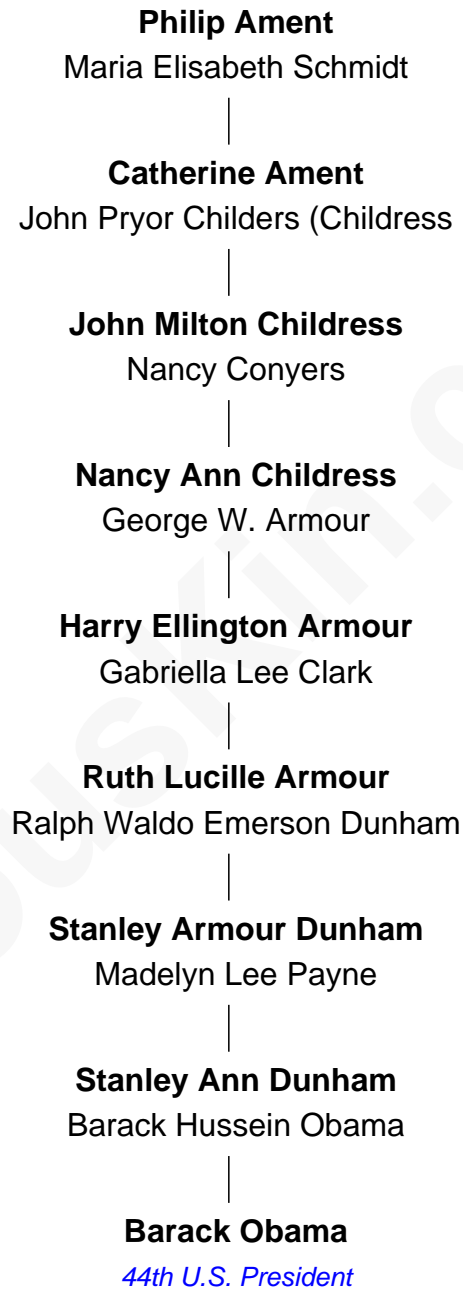 Philip Ament
Maria Elisabeth Schmidt
Catherine Ament
John Pryor Childers (Childress
John Milton Childress
Nancy Conyers
Nancy Ann Childress
George W. Armour
Harry Ellington Armour
Gabriella Lee Clark
Ruth Lucille Armour
Ralph Waldo Emerson Dunham
Stanley Armour Dunham
Madelyn Lee Payne
Stanley Ann Dunham
Barack Hussein Obama
Barack Obama
44th U.S. President